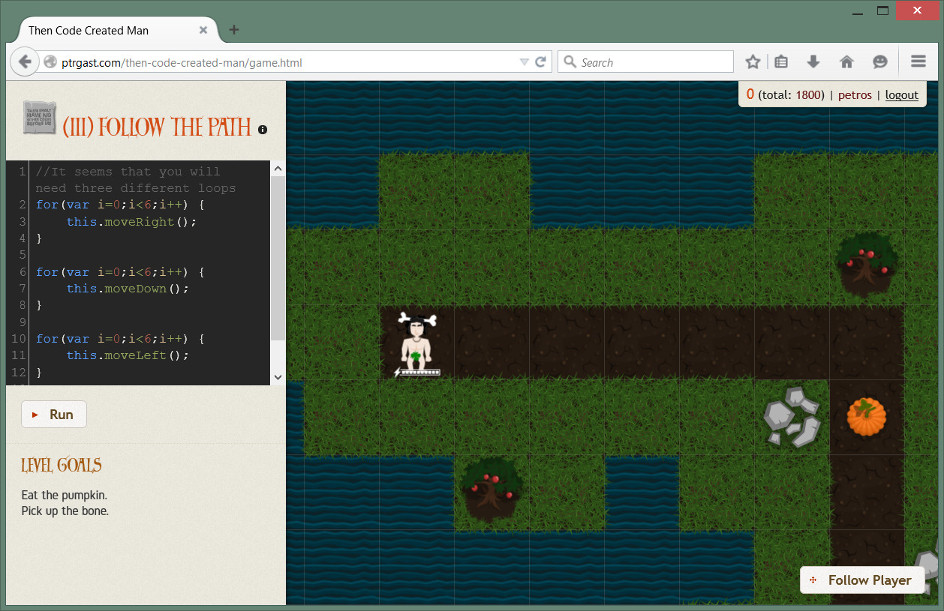 Then Code Created Man
ptrgast.com/then-code-created-man/game.html
Search
0 (total: 1800) | petros | logout
(III) FOLLOW THE PATH
1 //It seems that you will
need three different loops
2 for(var i=0;i<6;i++) {
3 this.moveRight();
4 }
5
6 for(var i=0;i<6;i++) {
7 this.moveDown();
8 }
9
10 for(var i=0;i<6;i++) {
11 this.moveLeft();
12 }
Run
LEVEL GOALS
Eat the pumpkin.
Pick up the bone.
Follow Player